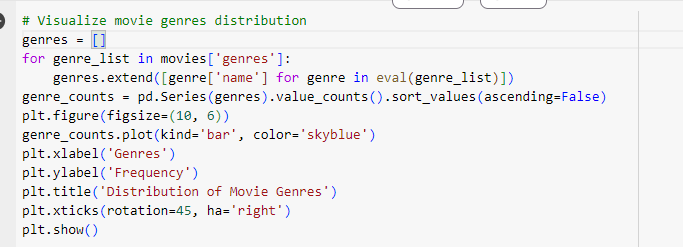 # Visualize movie genres distribution
genres = []
for genre_list in movies['genres']:
    genres.extend([genre['name'] for genre in eval(genre_list)])
genre_counts = pd.Series(genres).value_counts().sort_values(ascending=False)
plt.figure(figsize=(10, 6))
genre_counts.plot(kind='bar', color='skyblue')
plt.xlabel('Genres')
plt.ylabel('Frequency')
plt.title('Distribution of Movie Genres')
plt.xticks(rotation=45, ha='right')
plt.show()